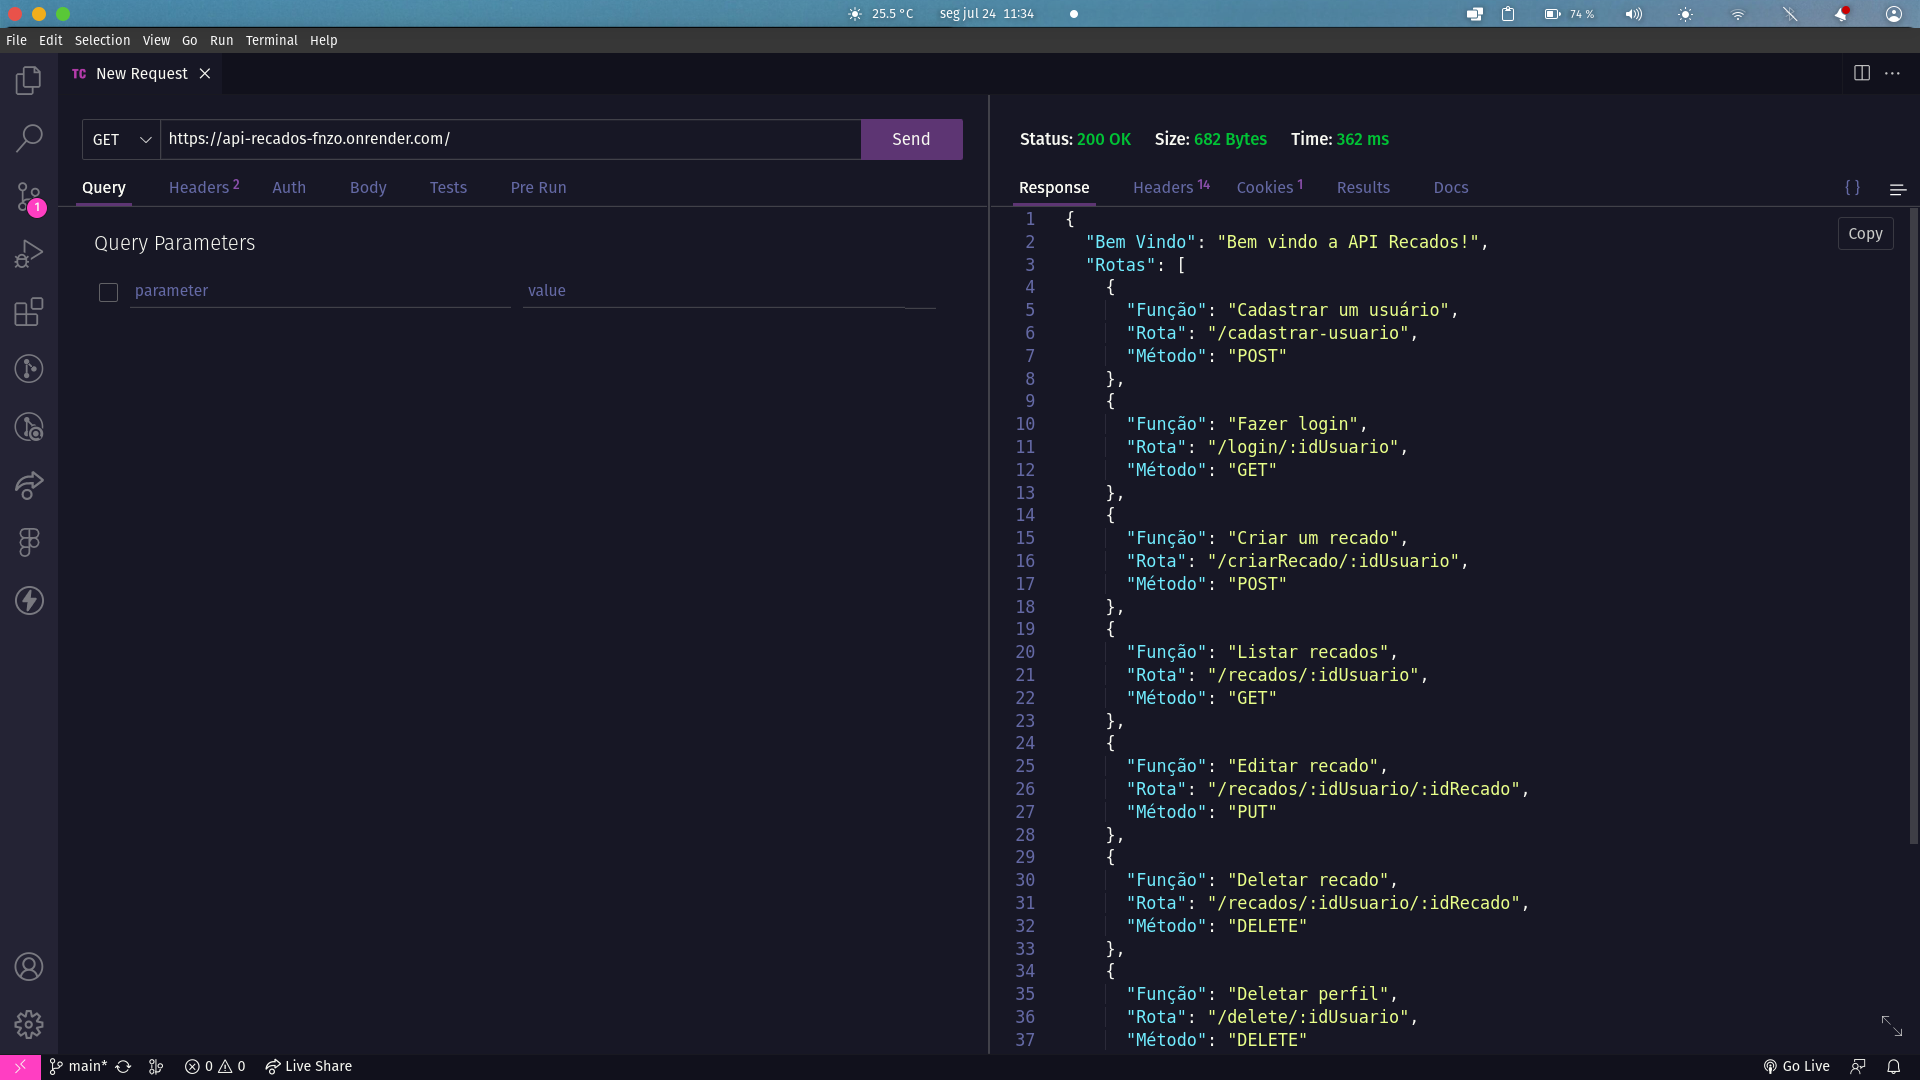 25.5 °C
seg jul 24 11:34
74 %
File Edit Selection View Go Run Terminal Help
TC New Request
GET https://api-recados-fnzo.onrender.com/ Send
Query Headers 2 Auth Body Tests Pre Run
Query Parameters
parameter value
Status: 200 OK Size: 682 Bytes Time: 362 ms
Response Headers 14 Cookies 1 Results Docs { }
Copy
1 {
2 "Bem Vindo": "Bem vindo a API Recados!",
3 "Rotas": [
4 {
5 "Função": "Cadastrar um usuário",
6 "Rota": "/cadastrar-usuario",
7 "Método": "POST"
8 },
9 {
10 "Função": "Fazer login",
11 "Rota": "/login/:idUsuario",
12 "Método": "GET"
13 },
14 {
15 "Função": "Criar um recado",
16 "Rota": "/criarRecado/:idUsuario",
17 "Método": "POST"
18 },
19 {
20 "Função": "Listar recados",
21 "Rota": "/recados/:idUsuario",
22 "Método": "GET"
23 },
24 {
25 "Função": "Editar recado",
26 "Rota": "/recados/:idUsuario/:idRecado",
27 "Método": "PUT"
28 },
29 {
30 "Função": "Deletar recado",
31 "Rota": "/recados/:idUsuario/:idRecado",
32 "Método": "DELETE"
33 },
34 {
35 "Função": "Deletar perfil",
36 "Rota": "/delete/:idUsuario",
37 "Método": "DELETE"
1
main* 0 0 Live Share Go Live